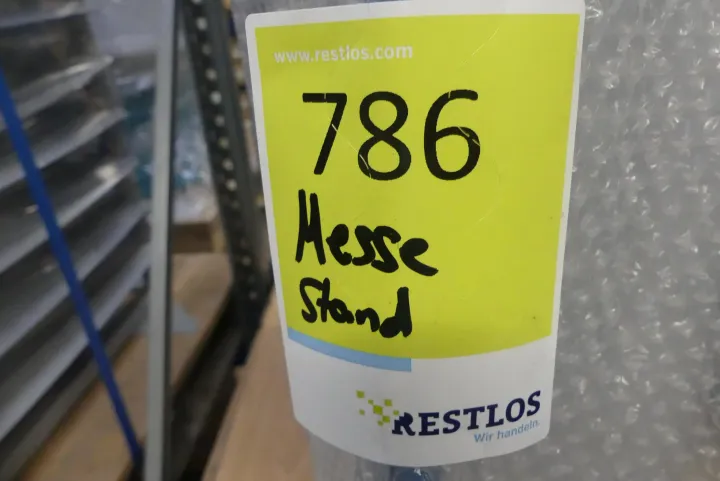 www.restlos.com
786
Messe
Stand
RESTLOS
Wir handeln.